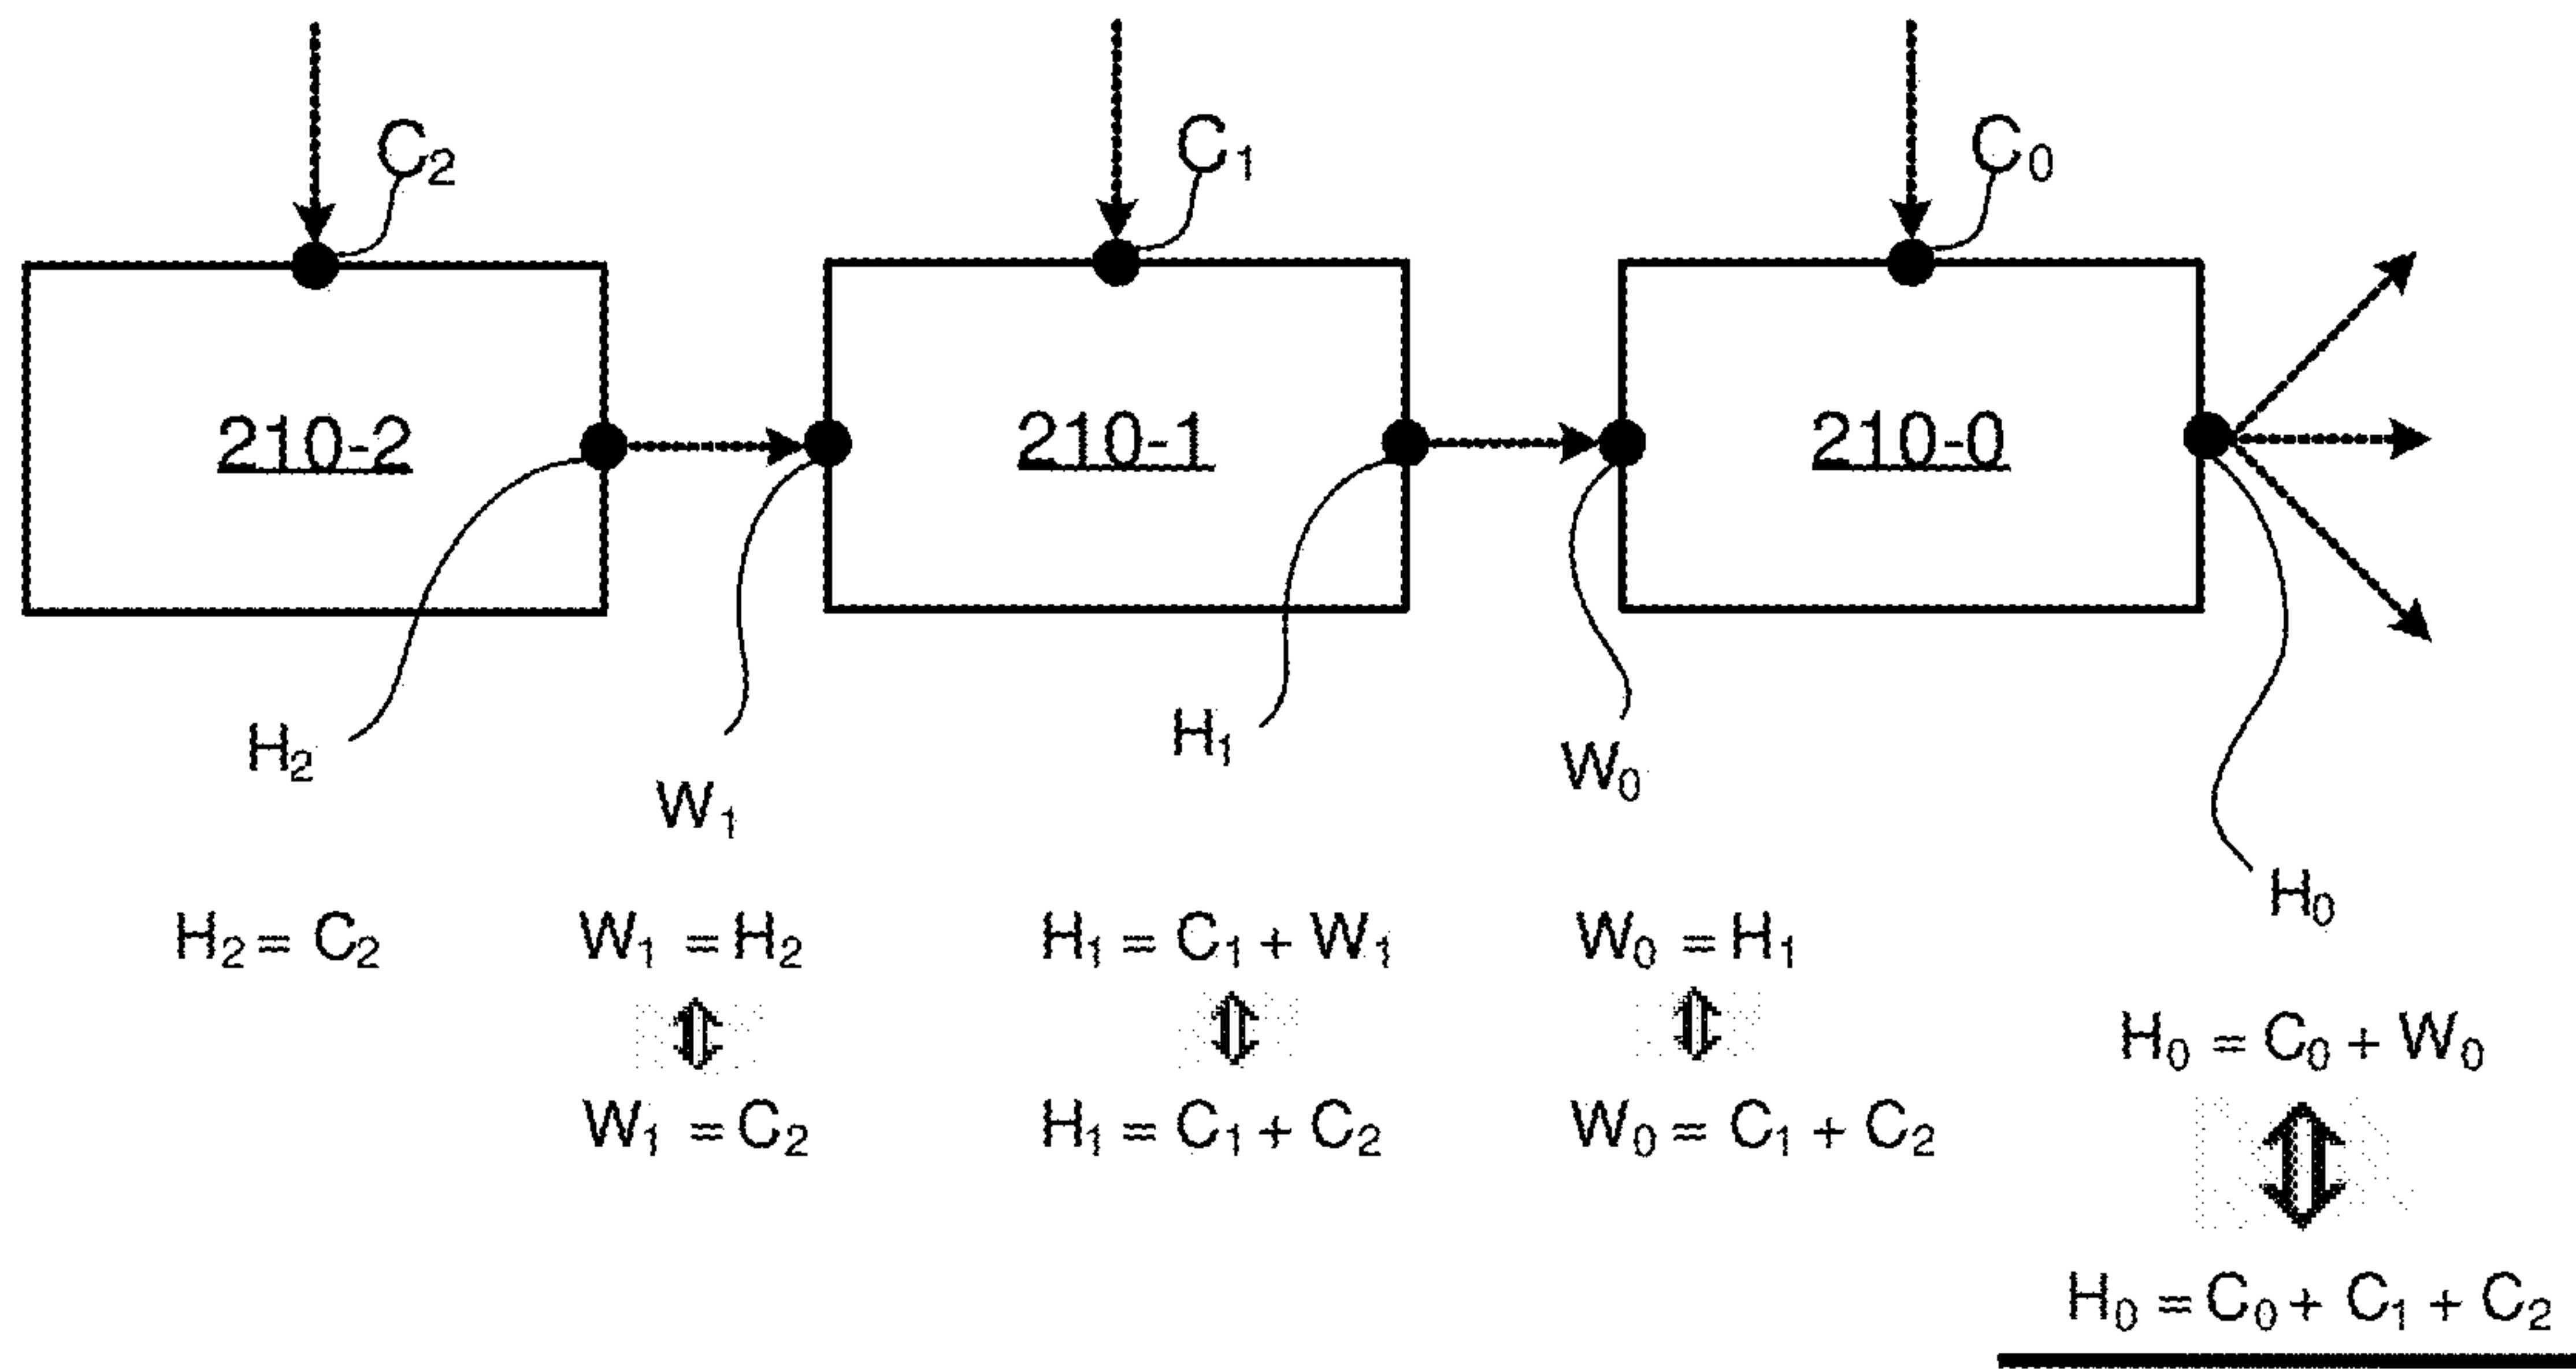 C₂ C₁ C₀
210-2 210-1 210-0
H₂ W₁ H₁ W₀ H₀
H₂ = C₂ W₁ = H₂ H₁ = C₁ + W₁ W₀ = H₁
H₀ = C₀ + W₀
W₁ = C₂ H₁ = C₁ + C₂ W₀ = C₁ + C₂
H₀ = C₀ + C₁ + C₂